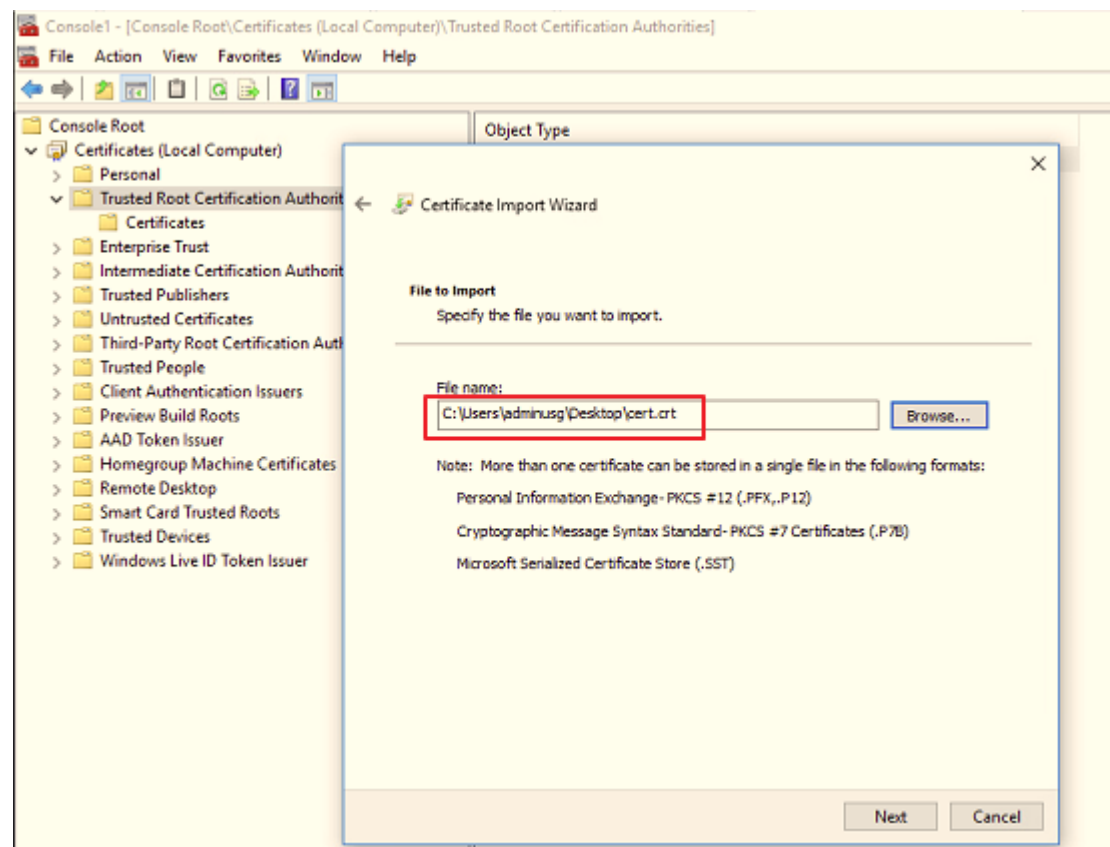 Console1 - [Console Root\Certificates (Local Computer)\Trusted Root Certification Authorities]
File Action View Favorites Window Help
Console Root
Certificates (Local Computer)
Personal
Trusted Root Certification Authorit
Certificates
Enterprise Trust
Intermediate Certification Authorit
Trusted Publishers
Untrusted Certificates
Third-Party Root Certification Auth
Trusted People
Client Authentication Issuers
Preview Build Roots
AAD Token Issuer
Homegroup Machine Certificates
Remote Desktop
Smart Card Trusted Roots
Trusted Devices
Windows Live ID Token Issuer
Object Type
Certificate Import Wizard
File to Import
Specify the file you want to import.
File name:
C:\Users\adminusg\Desktop\cert.crt
Browse...
Note: More than one certificate can be stored in a single file in the following formats:
Personal Information Exchange- PKCS #12 (.PFX,.P12)
Cryptographic Message Syntax Standard- PKCS #7 Certificates (.P7B)
Microsoft Serialized Certificate Store (.SST)
Next Cancel